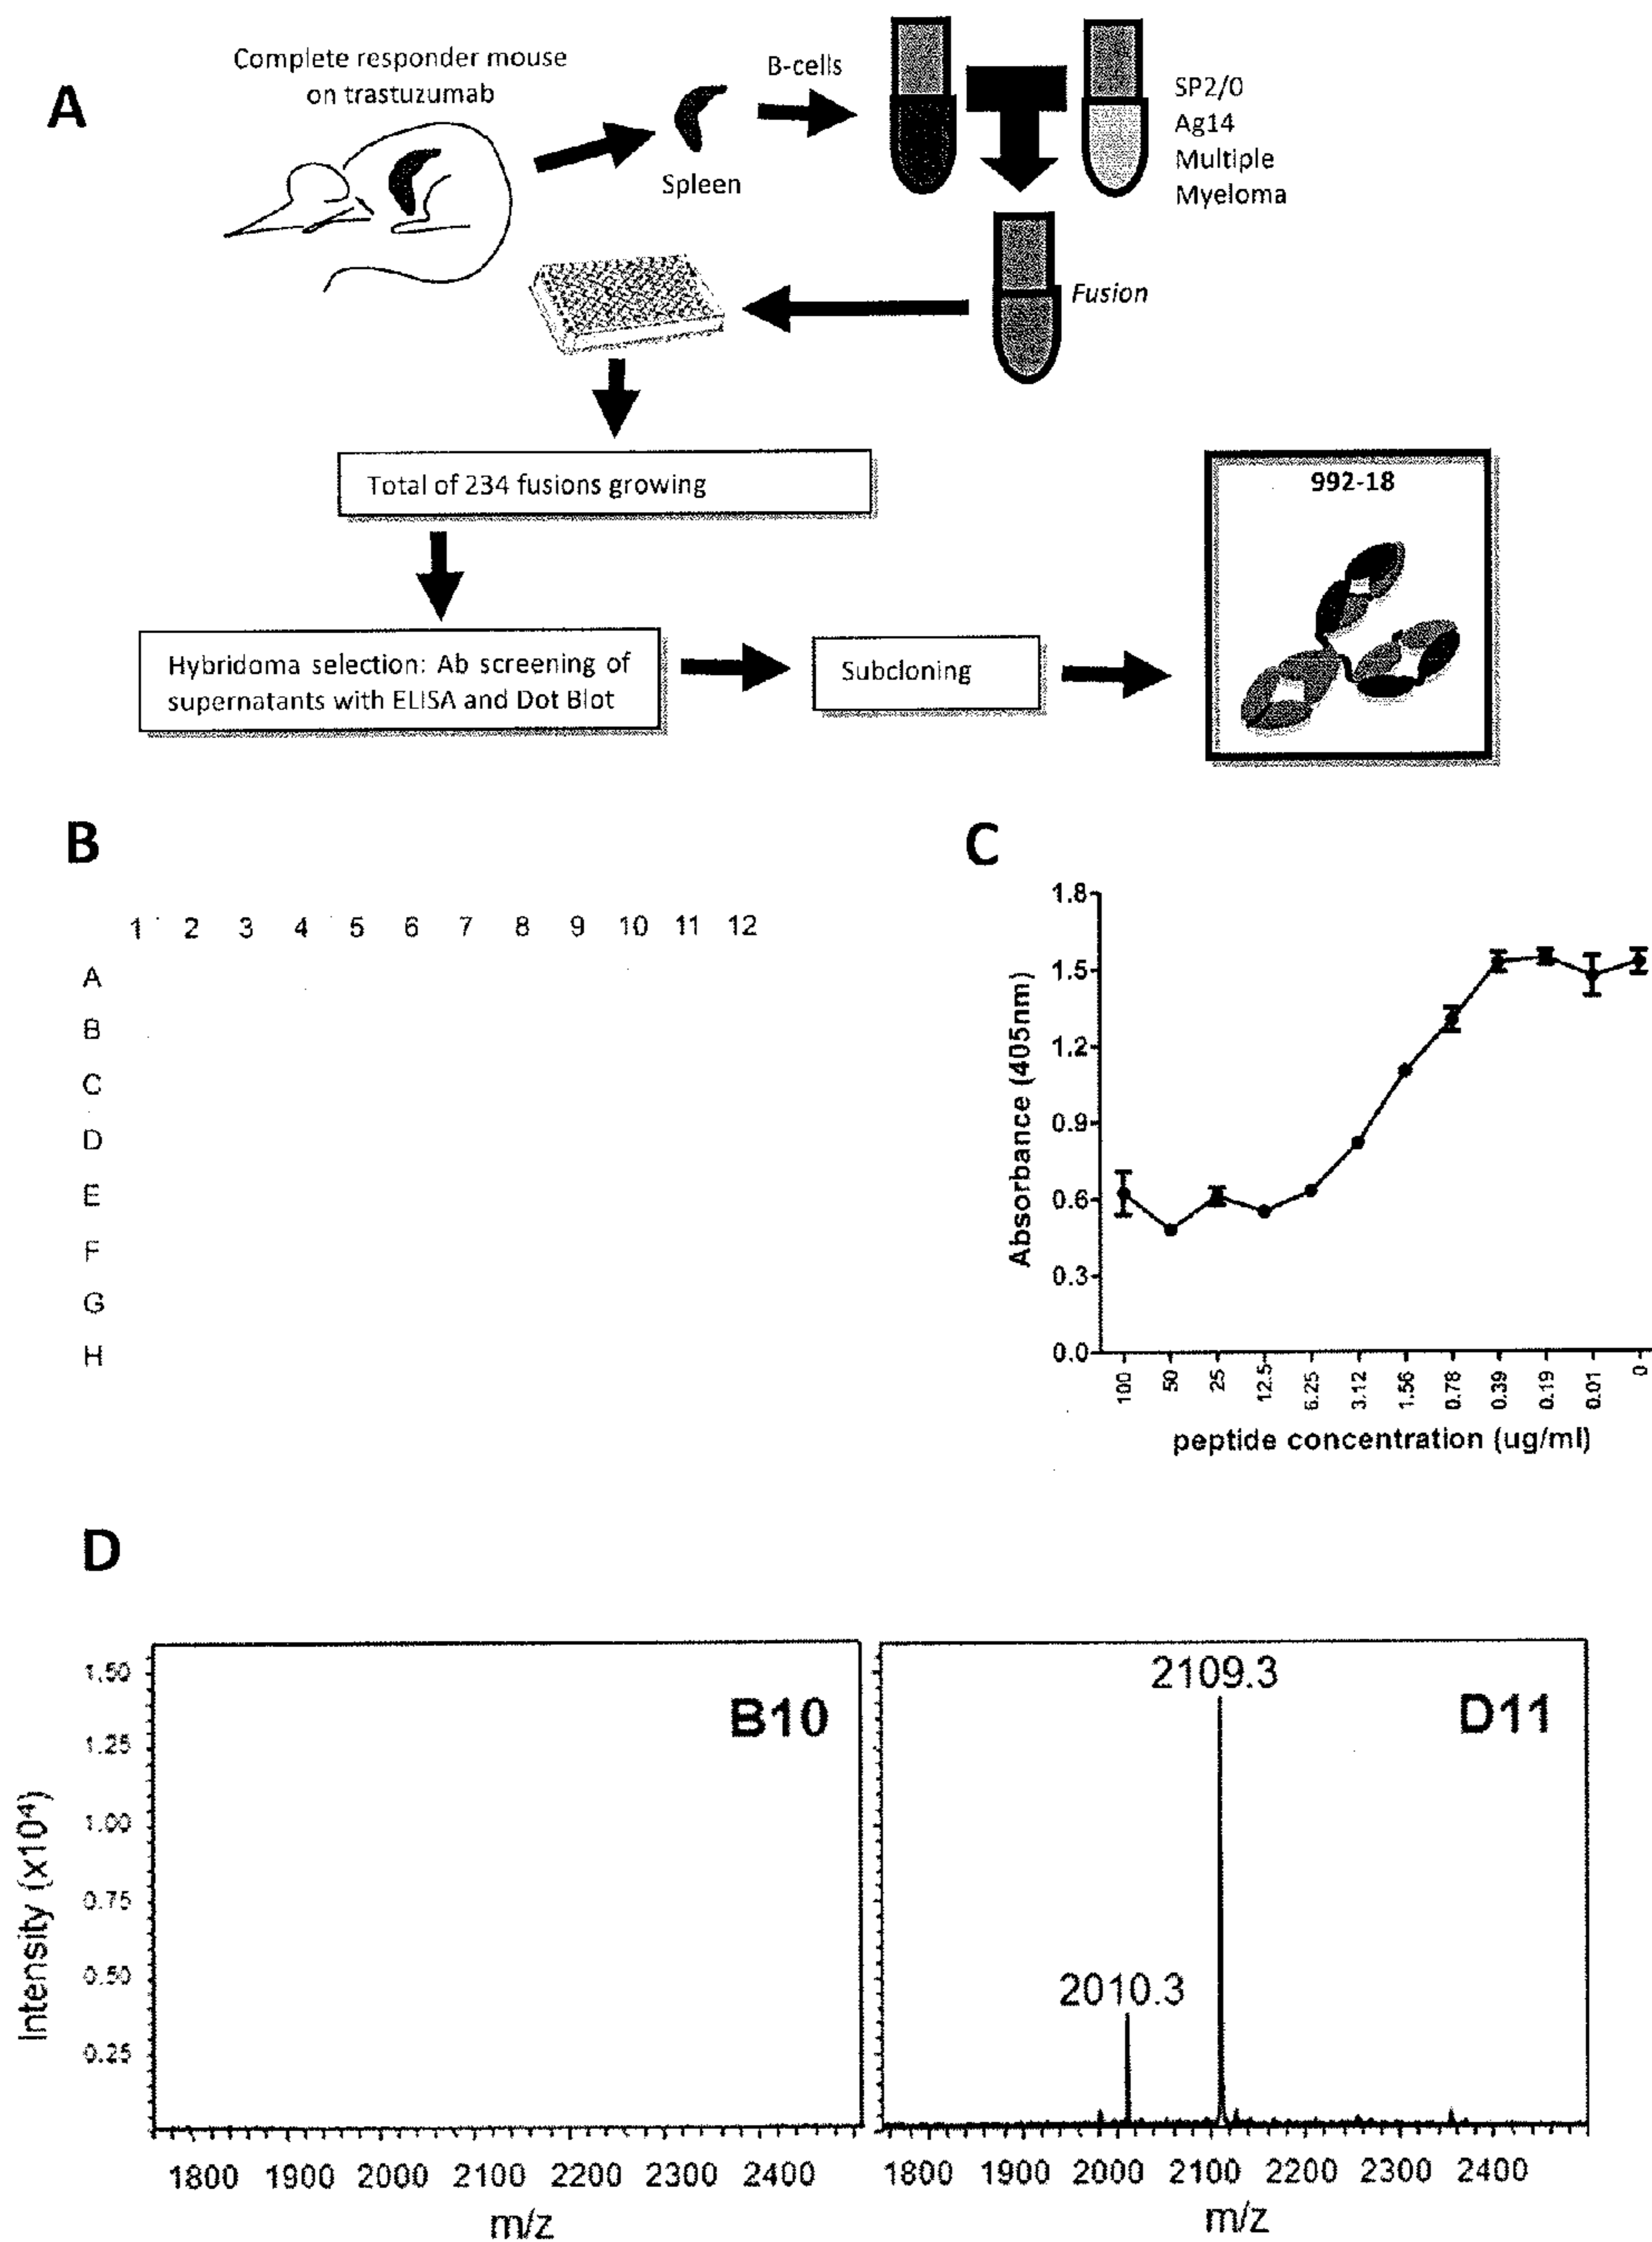 A
Complete responder mouse
on trastuzumab
B-cells
Spleen
SP2/0
Ag14
Multiple
Myeloma
Fusion
Total of 234 fusions growing
992-18
Hybridoma selection: Ab screening of
supernatants with ELISA and Dot Blot
Subcloning
B
1 2 3 4 5 6 7 8 9 10 11 12
A
B
C
D
E
F
G
H
C
Absorbance (405nm)
1.8
1.5
1.2
0.9
0.6
0.3
0.0
100 50 25 12.5 6.25 3.12 1.56 0.78 0.39 0.19 0.01 0
peptide concentration (ug/ml)
D
Intensity (x10⁴)
1.50
1.25
1.00
0.75
0.50
0.25
B10
1800 1900 2000 2100 2200 2300 2400
m/z
2109.3
D11
2010.3
1800 1900 2000 2100 2200 2300 2400
m/z